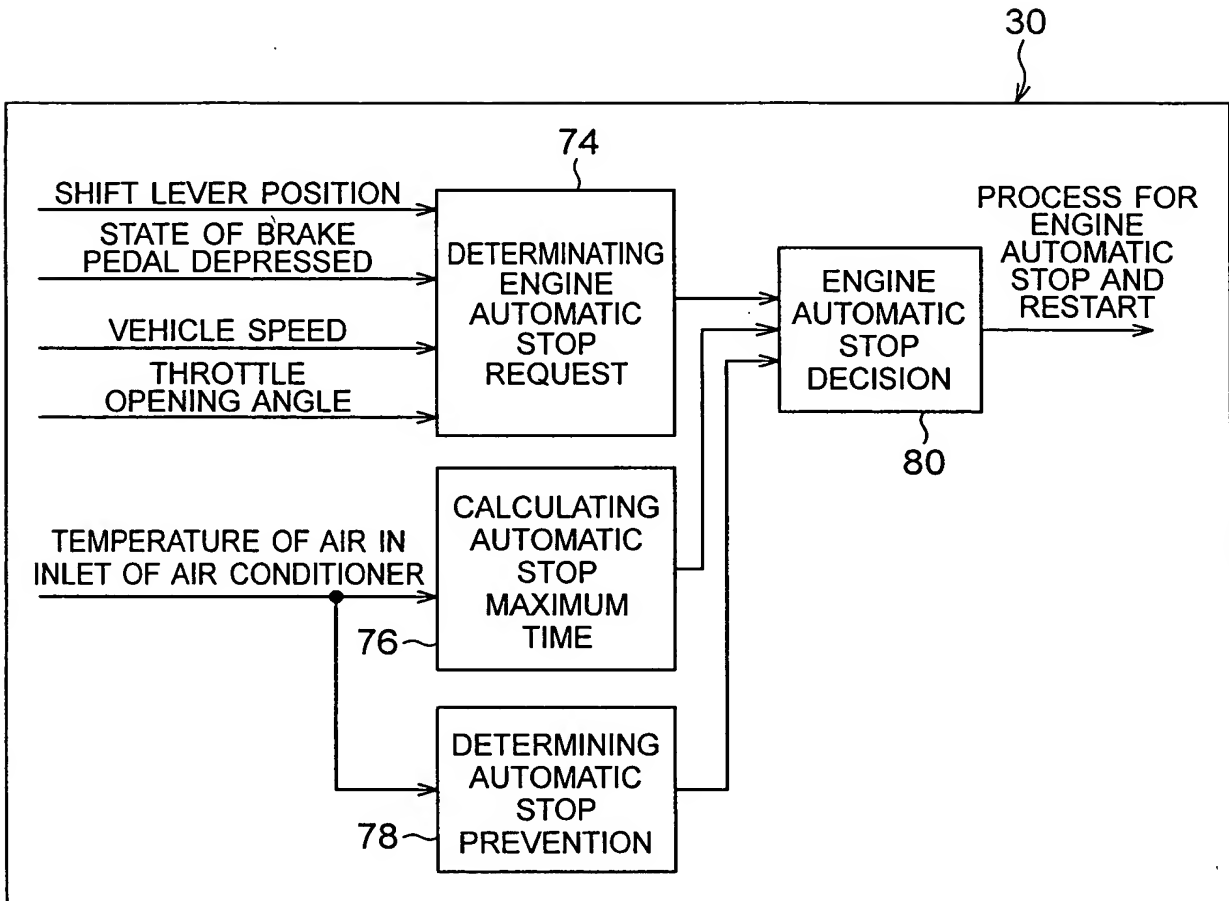 30
74
SHIFT LEVER POSITION
STATE OF BRAKE
PEDAL DEPRESSED
VEHICLE SPEED
THROTTLE
OPENING ANGLE
DETERMINATING
ENGINE
AUTOMATIC
STOP
REQUEST
ENGINE
AUTOMATIC
STOP
DECISION
80
PROCESS FOR
ENGINE
AUTOMATIC
STOP AND
RESTART
TEMPERATURE OF AIR IN
INLET OF AIR CONDITIONER
CALCULATING
AUTOMATIC
STOP
MAXIMUM
TIME
76
DETERMINING
AUTOMATIC
STOP
PREVENTION
78